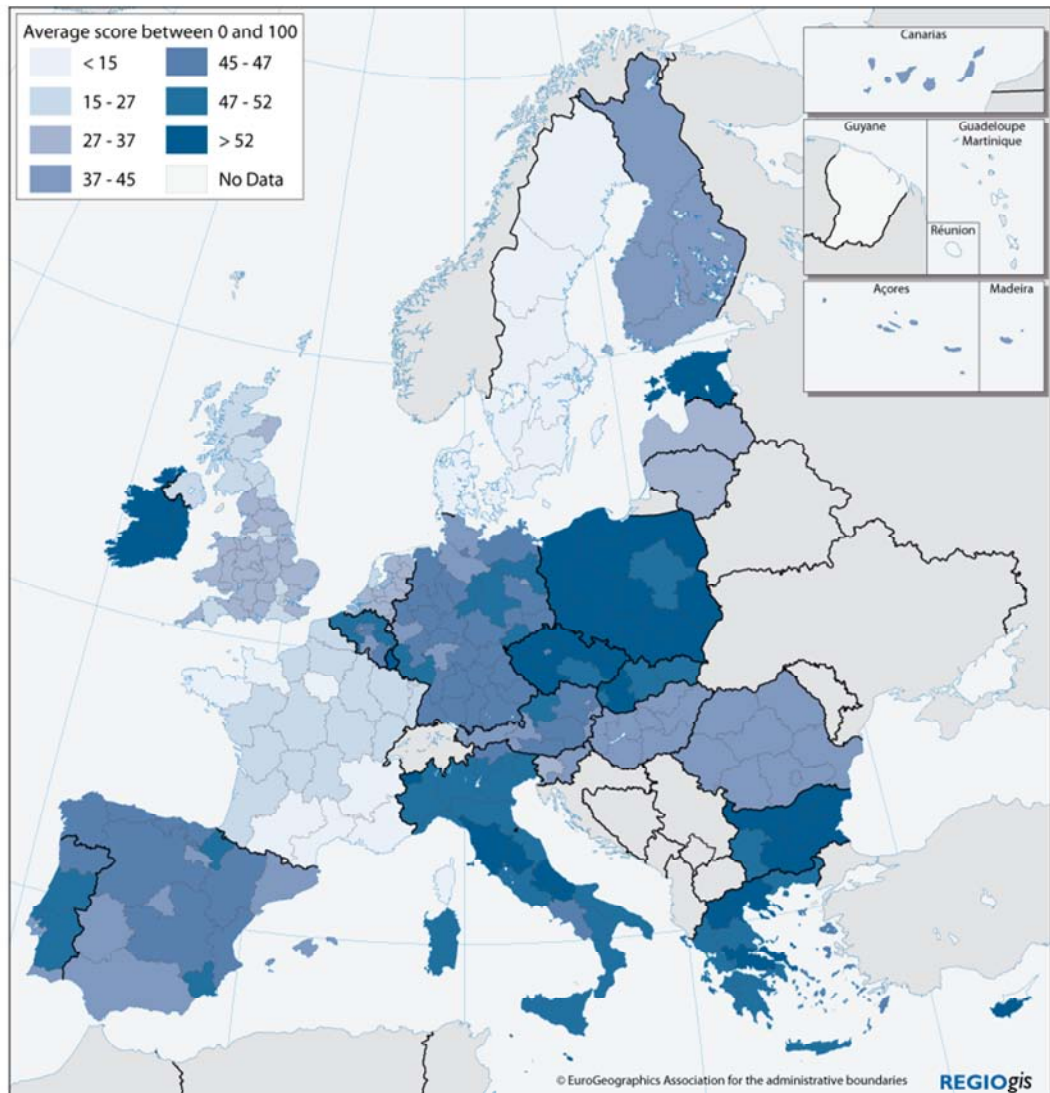 Average score between 0 and 100
< 15
15 - 27
27 - 37
37 - 45
45 - 47
47 - 52
> 52
No Data
Canarias
Guyane
Guadeloupe
Martinique
Réunion
Açores
Madeira
© EuroGeographics Association for the administrative boundaries
REGIOgis